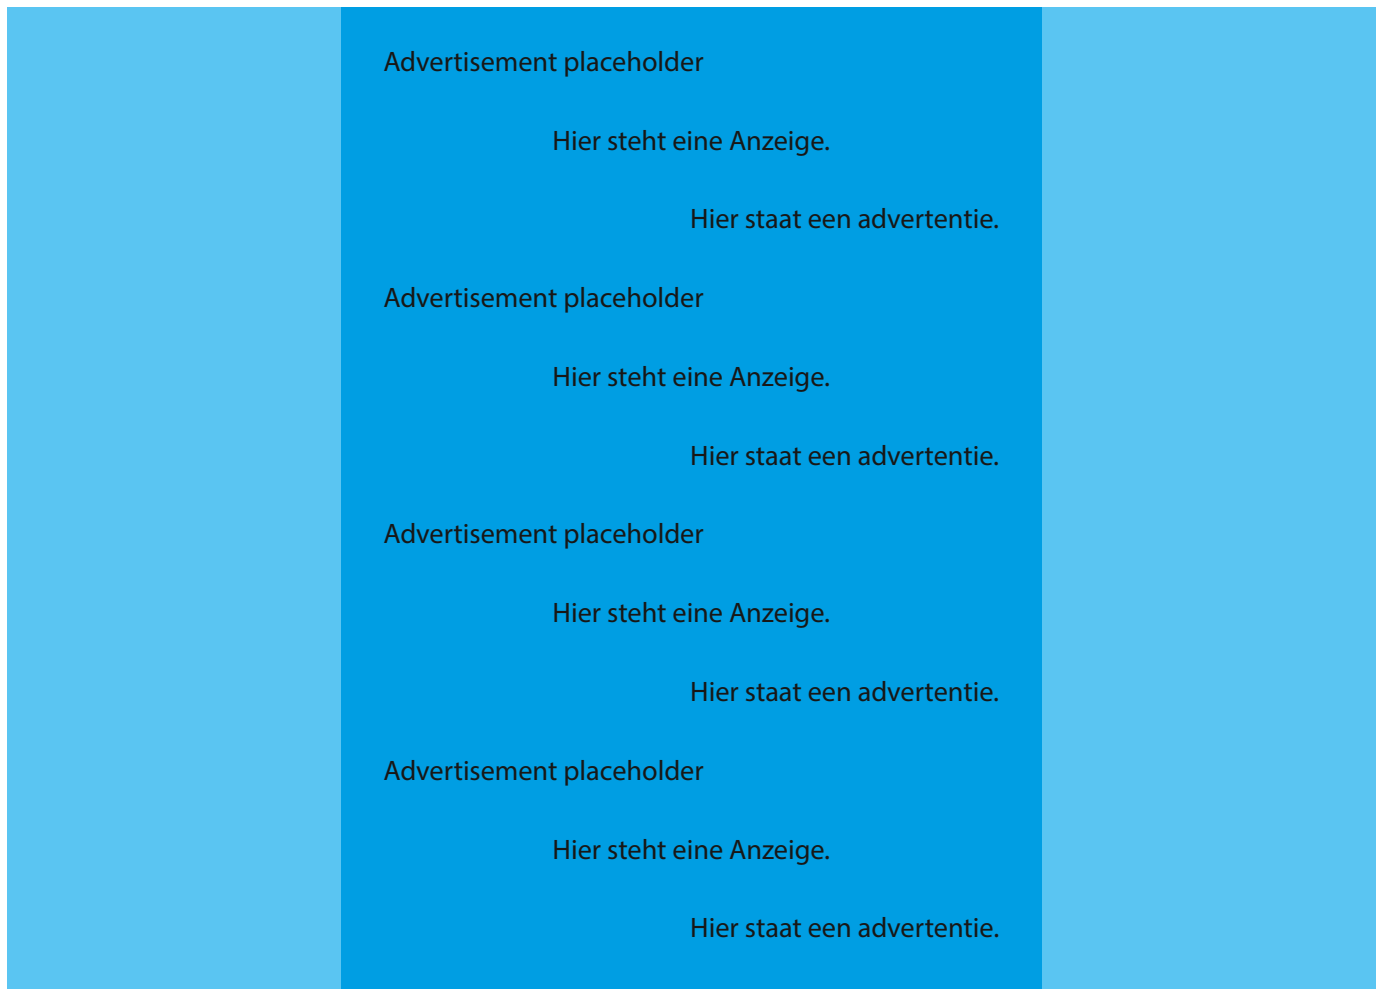 Advertisement placeholder
Hier steht eine Anzeige.
Hier staat een advertentie.
Advertisement placeholder
Hier steht eine Anzeige.
Hier staat een advertentie.
Advertisement placeholder
Hier steht eine Anzeige.
Hier staat een advertentie.
Advertisement placeholder
Hier steht eine Anzeige.
Hier staat een advertentie.